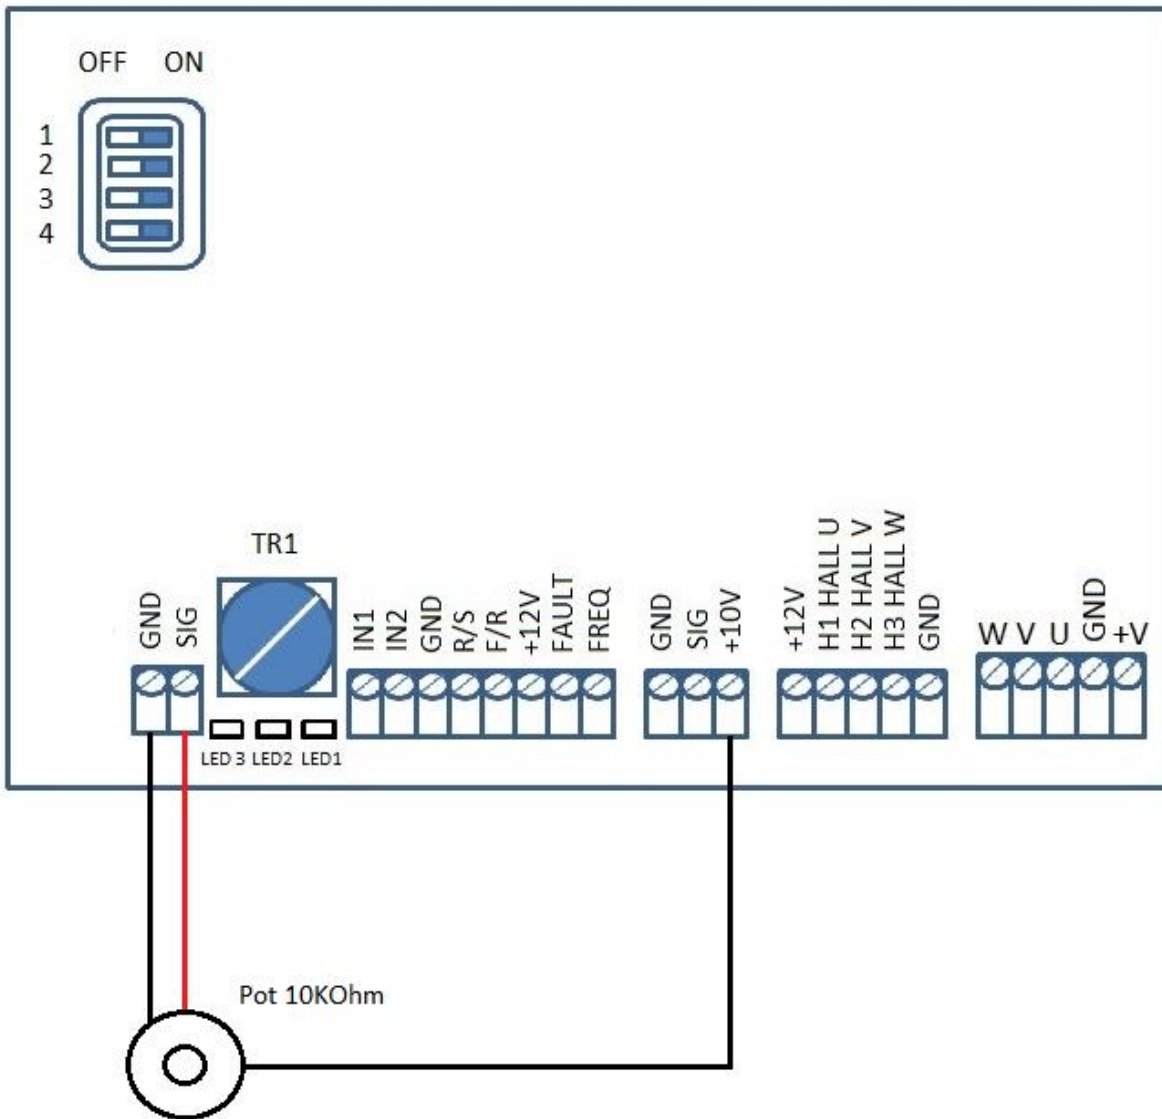 OFF ON
1
2
3
4
TR1
GND
SIG
IN1
IN2
GND
R/S
F/R
+12V
FAULT
FREQ
GND
SIG
+10V
+12V
H1 HALL U
H2 HALL V
H3 HALL W
GND
W
V
U
GND
+V
LED 3 LED2 LED1
Pot 10KOhm